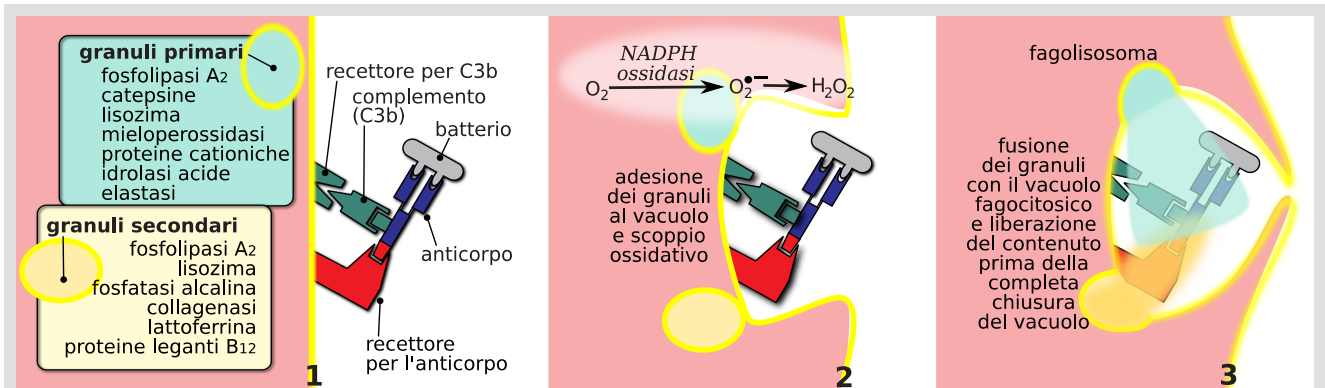 granuli primari
fosfolipasi A2
catepsine
lisozima
mieloperossidasi
proteine cationiche
idrolasi acide
elastasi
granuli secondari
fosfolipasi A2
lisozima
fosfatasi alcalina
collagenasi
lattoferrina
proteine leganti B12
recettore per C3b
complemento
(C3b)
batterio
anticorpo
recettore
per l'anticorpo
1
NADPH
ossidasi
O2 O2•− H2O2
adesione
dei granuli
al vacuolo
e scoppio
ossidativo
2
fagolisosoma
fusione
dei granuli
con il vacuolo
fagocitosico
e liberazione
del contenuto
prima della
completa
chiusura
del vacuolo
3